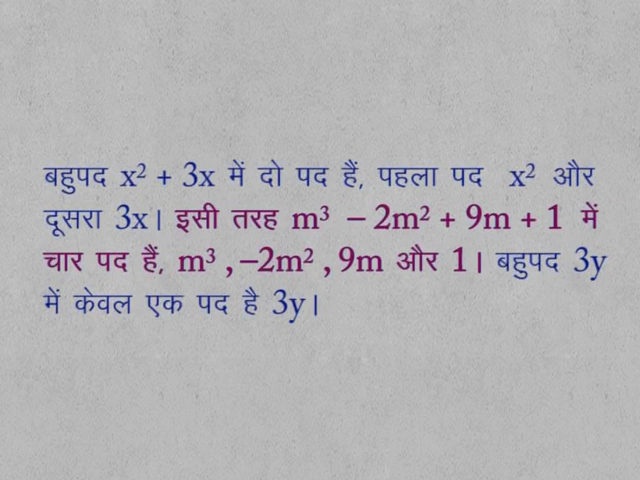 बहुपद x² + 3x में दो पद हैं, पहला पद x² और
दूसरा 3x। इसी तरह m³ – 2m² + 9m + 1 में
चार पद हैं, m³ ,–2m² , 9m और 1। बहुपद 3y
में केवल एक पद है 3y।